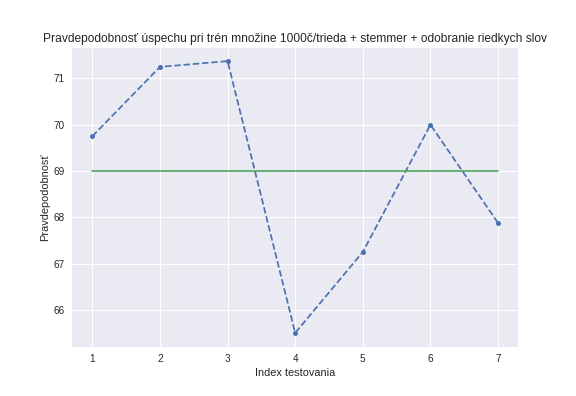 Pravdepodobnosť úspechu pri trén množine 1000č/trieda + stemmer + odobranie riedkych slov
71
70
69
68
67
66
Pravdepodobnosť
1 2 3 4 5 6 7
Index testovania